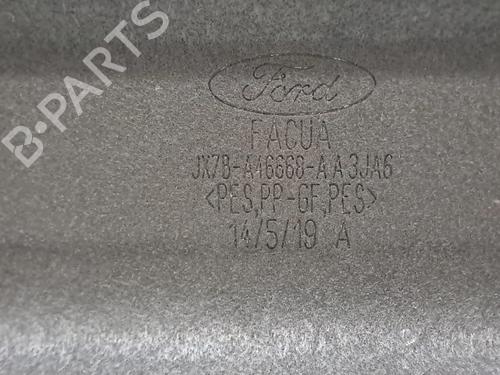 B-PARTS
Ford
FACUA
JX7B-A46668-AA3JA6
<PES,PP-GF,PES>
14/5/19 A